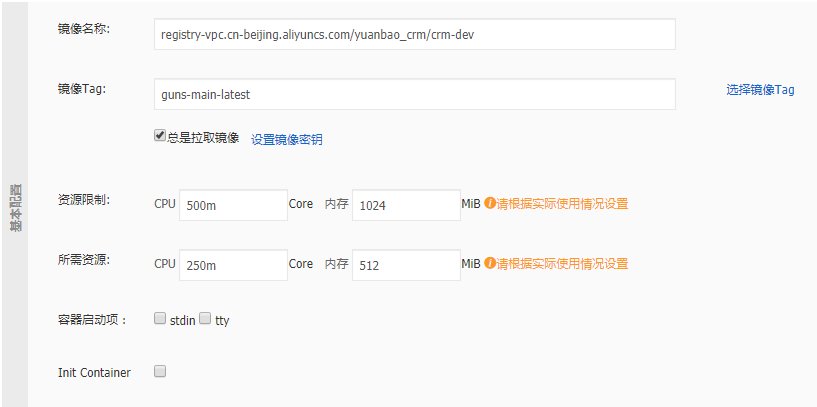 镜像名称:
registry-vpc.cn-beijing.aliyuncs.com/yuanbao_crm/crm-dev
镜像Tag:
guns-main-latest
选择镜像Tag
总是拉取镜像 设置镜像密钥
基本配置
资源限制: CPU 500m Core 内存 1024 MiB 请根据实际使用情况设置
所需资源: CPU 250m Core 内存 512 MiB 请根据实际使用情况设置
容器启动项： stdin tty
Init Container